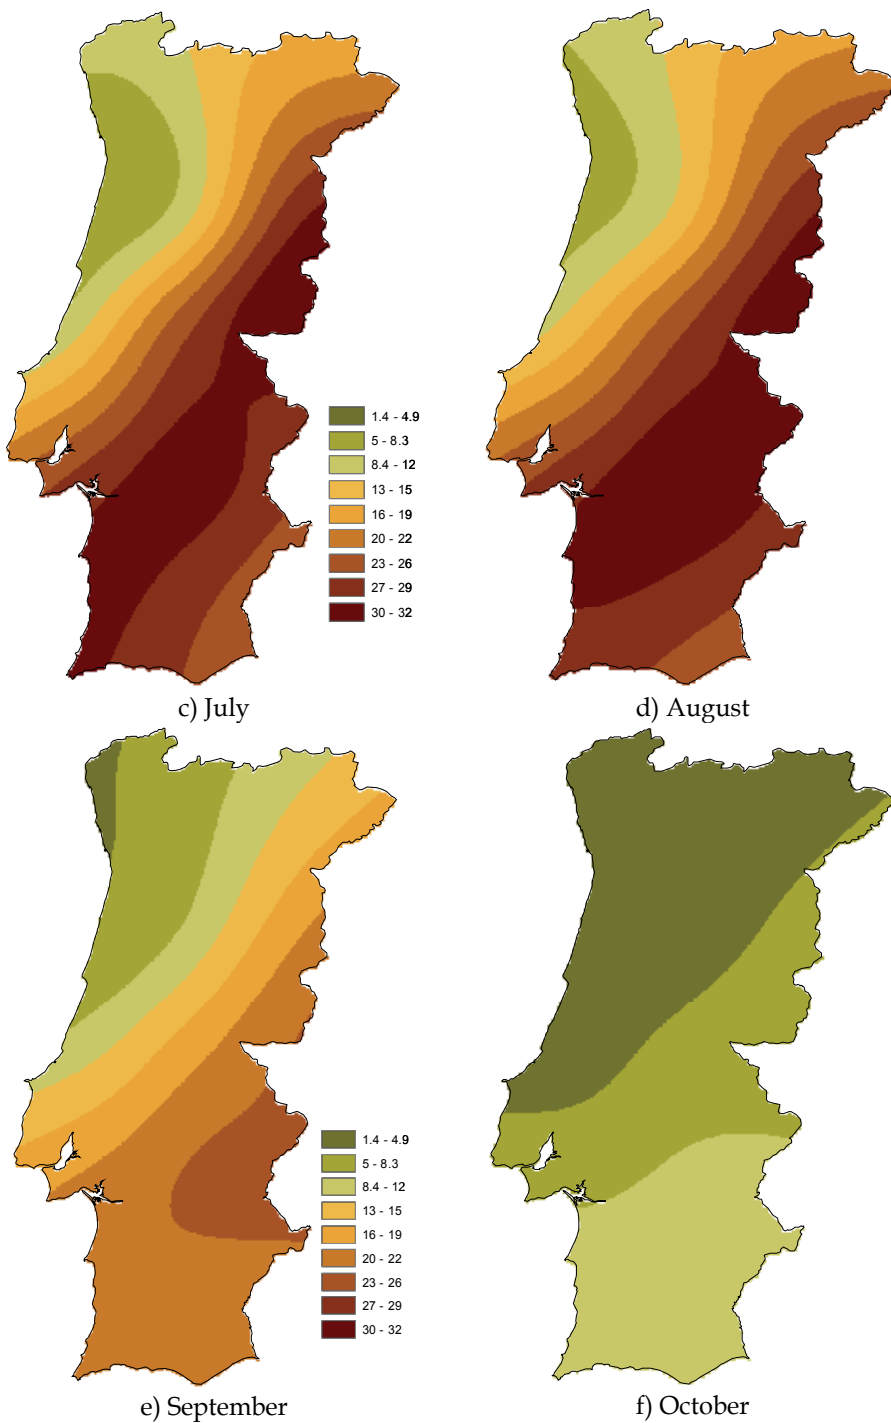 1.4 - 4.9
5 - 8.3
8.4 - 12
13 - 15
16 - 19
20 - 22
23 - 26
27 - 29
30 - 32
c) July
d) August
1.4 - 4.9
5 - 8.3
8.4 - 12
13 - 15
16 - 19
20 - 22
23 - 26
27 - 29
30 - 32
e) September
f) October